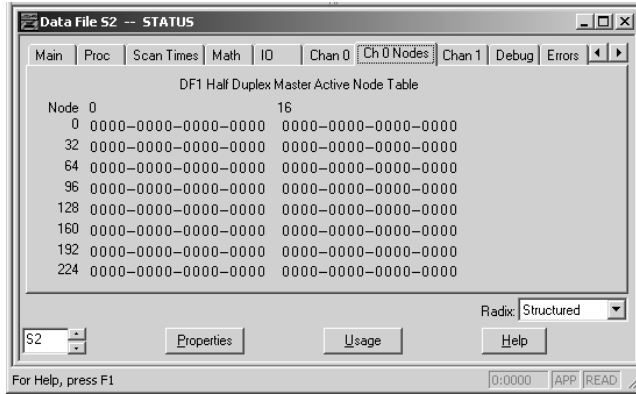 Data File S2 -- STATUS
Main Proc Scan Times Math IO Chan 0 Ch 0 Nodes Chan 1 Debug Errors
DF1 Half Duplex Master Active Node Table
Node 0 16
0 0000-0000-0000-0000 0000-0000-0000-0000
32 0000-0000-0000-0000 0000-0000-0000-0000
64 0000-0000-0000-0000 0000-0000-0000-0000
96 0000-0000-0000-0000 0000-0000-0000-0000
128 0000-0000-0000-0000 0000-0000-0000-0000
160 0000-0000-0000-0000 0000-0000-0000-0000
192 0000-0000-0000-0000 0000-0000-0000-0000
224 0000-0000-0000-0000 0000-0000-0000-0000
Radix: Structured
S2 Properties Usage Help
For Help, press F1 0:0000 APP READ